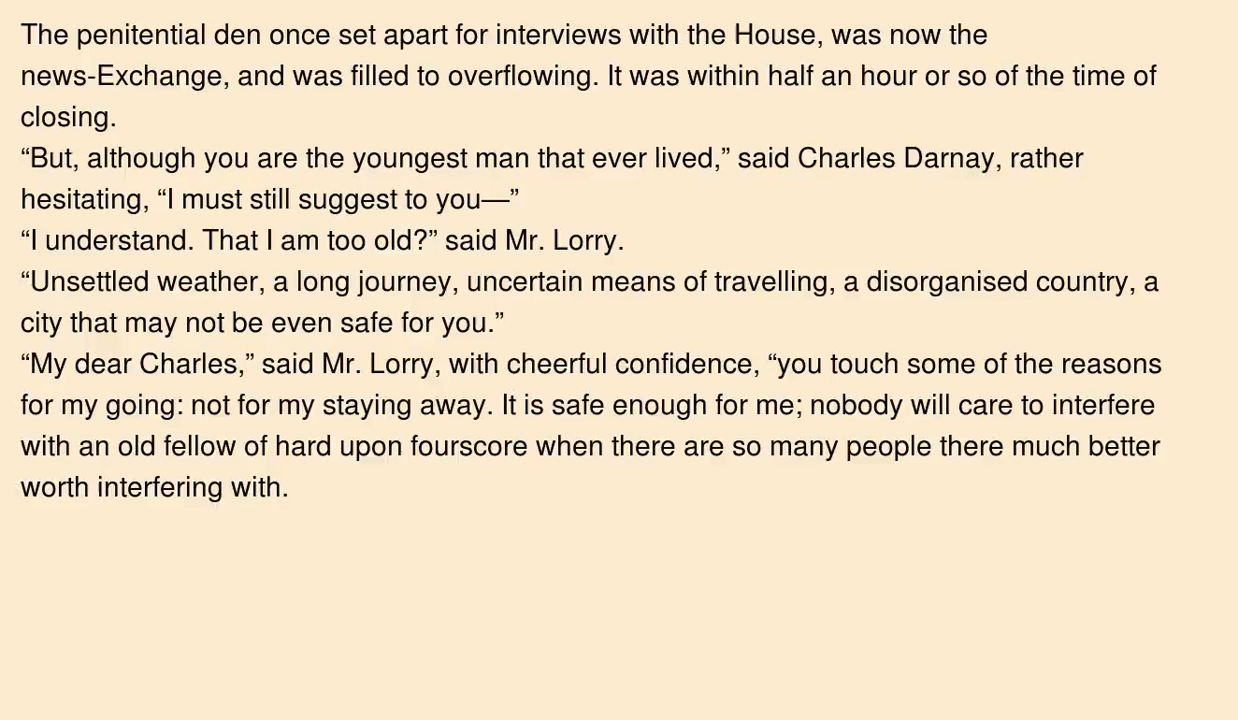 The penitential den once set apart for interviews with the House, was now the
news-Exchange, and was filled to overflowing. It was within half an hour or so of the time of
closing.
“But, although you are the youngest man that ever lived,” said Charles Darnay, rather
hesitating, “I must still suggest to you—”
“I understand. That I am too old?” said Mr. Lorry.
“Unsettled weather, a long journey, uncertain means of travelling, a disorganised country, a
city that may not be even safe for you.”
“My dear Charles,” said Mr. Lorry, with cheerful confidence, “you touch some of the reasons
for my going: not for my staying away. It is safe enough for me; nobody will care to interfere
with an old fellow of hard upon fourscore when there are so many people there much better
worth interfering with.